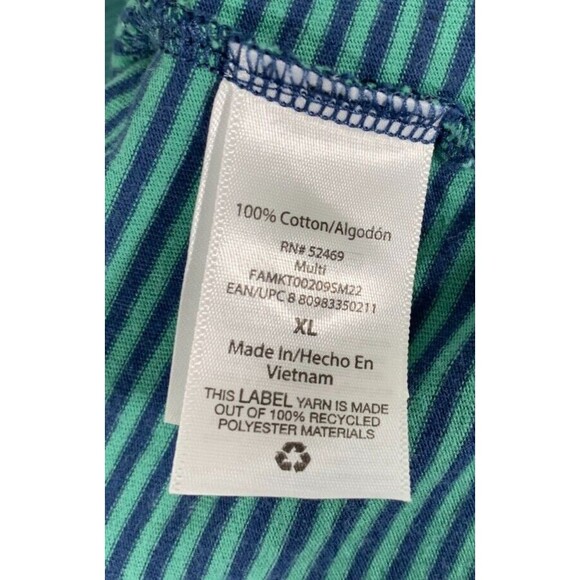 100% Cotton/Algodón
RN# 52469
Multi
FAMKT00209SM22
EAN/UPC 8 80983350211
XL
Made In/Hecho En
Vietnam
THIS LABEL YARN IS MADE
OUT OF 100% RECYCLED
POLYESTER MATERIALS